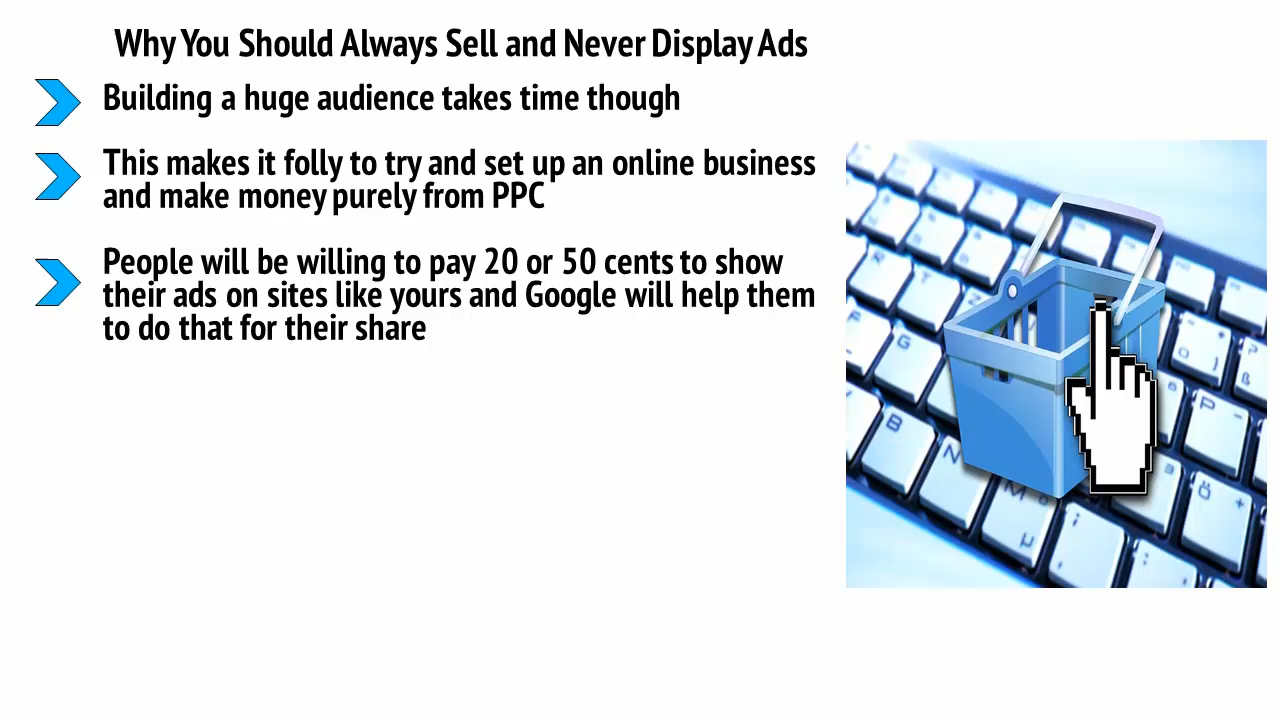 Why You Should Always Sell and Never Display Ads
Building a huge audience takes time though
This makes it folly to try and set up an online business
and make money purely from PPC
People will be willing to pay 20 or 50 cents to show
their ads on sites like yours and Google will help them
to do that for their share
R
T
Z
F
G
B
N
M
µ
P
Ö
ß
?